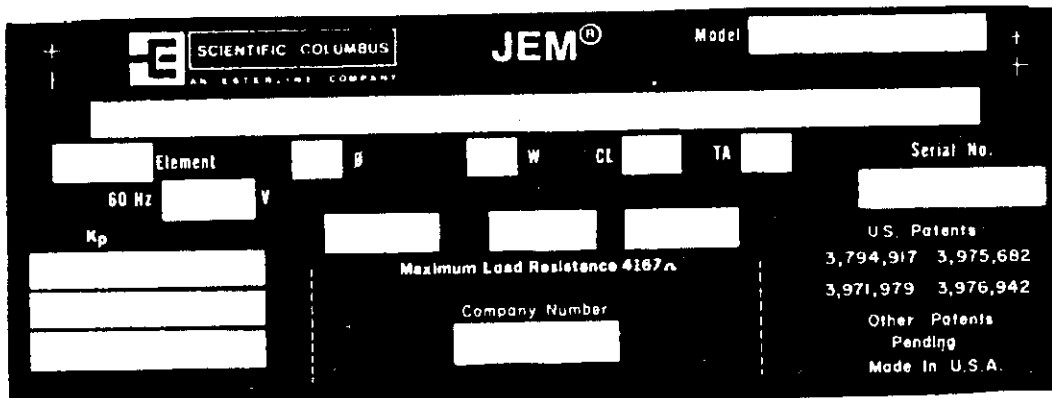 SCIENTIFIC COLUMBUS
AN ESTERLINE COMPANY
JEM®
Model
Element
ø
W
CL
TA
Serial No.
60 Hz
V
Kp
Maximum Load Resistance 4167Ω
Company Number
U.S. Patents
3,794,917 3,975,682
3,971,979 3,976,942
Other Patents
Pending
Made In U.S.A.